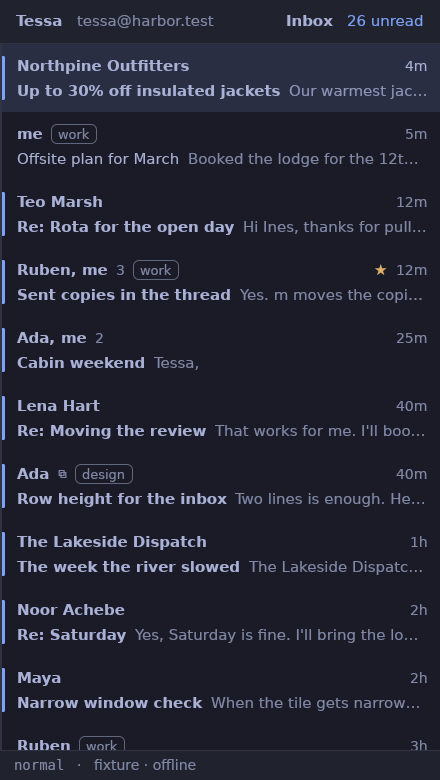 Tessa tessa@harbor.test Inbox 26 unread
Northpine Outfitters 4m
Up to 30% off insulated jackets Our warmest jac…
me work 5m
Offsite plan for March Booked the lodge for the 12t…
Teo Marsh 12m
Re: Rota for the open day Hi Ines, thanks for pull…
Ruben, me 3 work ★ 12m
Sent copies in the thread Yes. m moves the copi…
Ada, me 2 25m
Cabin weekend Tessa,
Lena Hart 40m
Re: Moving the review That works for me. I'll boo…
Ada ⧉ design 40m
Row height for the inbox Two lines is enough. He…
The Lakeside Dispatch 1h
The week the river slowed The Lakeside Dispatc…
Noor Achebe 2h
Re: Saturday Yes, Saturday is fine. I'll bring the lo…
Maya 2h
Narrow window check When the tile gets narrow…
Ruben work 3h
normal · fixture · offline